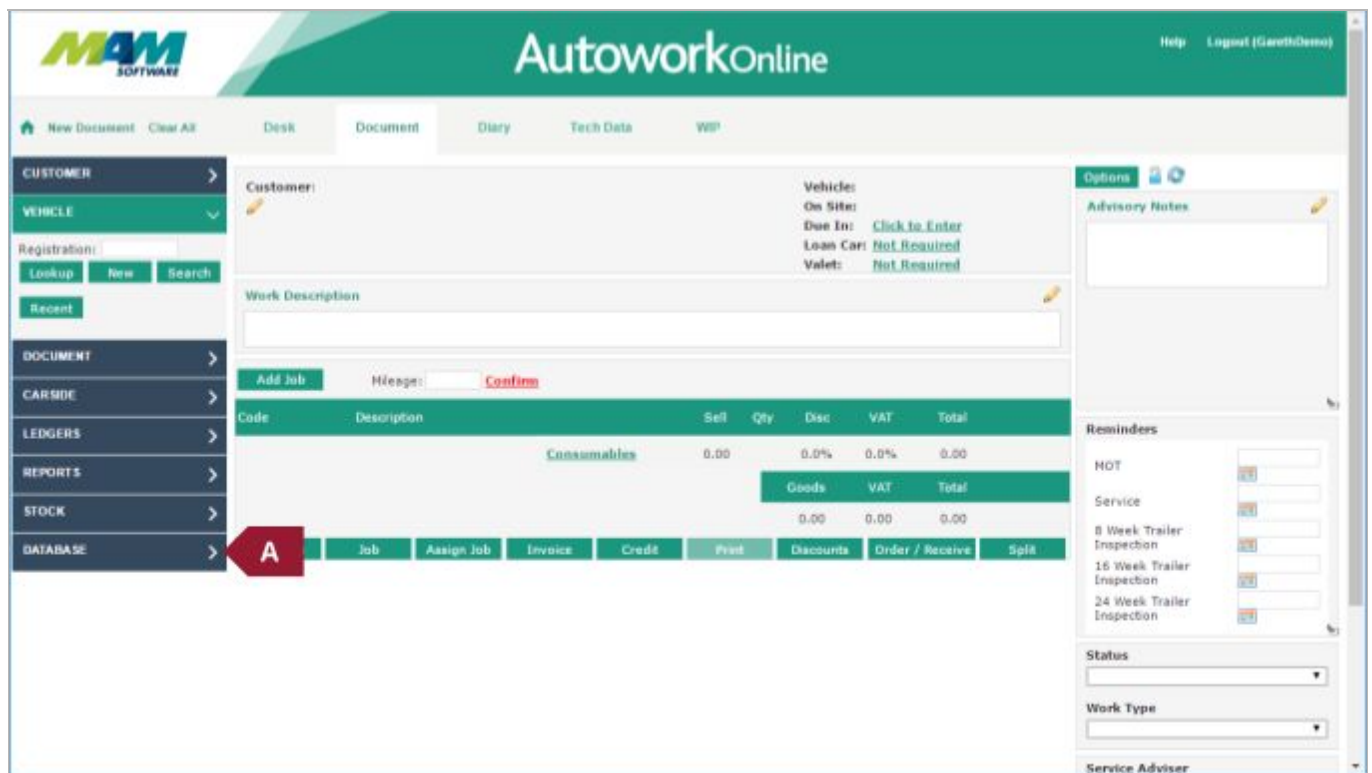 MAM
SOFTWARE
AutoworkOnline
Help Logout (GarethDemo)
New Document Clear All
Desk Document Diary Tech Data WIP
CUSTOMER
VEHICLE
Registration:
Lookup New Search
Recent
DOCUMENT
CARSIDE
LEDGERS
REPORTS
STOCK
DATABASE
A
Customer:
Vehicle:
On Site:
Due In: Click to Enter
Loan Car: Not Required
Valet: Not Required
Work Description
Add Job Mileage: Confirm
Code Description Sell Qty Disc VAT Total
Consumables 0.00 0.0% 0.0% 0.00
Goods VAT Total
0.00 0.00 0.00
Job Assign Job Invoice Credit Print Discounts Order / Receive Split
Options
Advisory Notes
Reminders
MOT
Service
8 Week Trailer
Inspection
16 Week Trailer
Inspection
24 Week Trailer
Inspection
Status
Work Type
Service Adviser